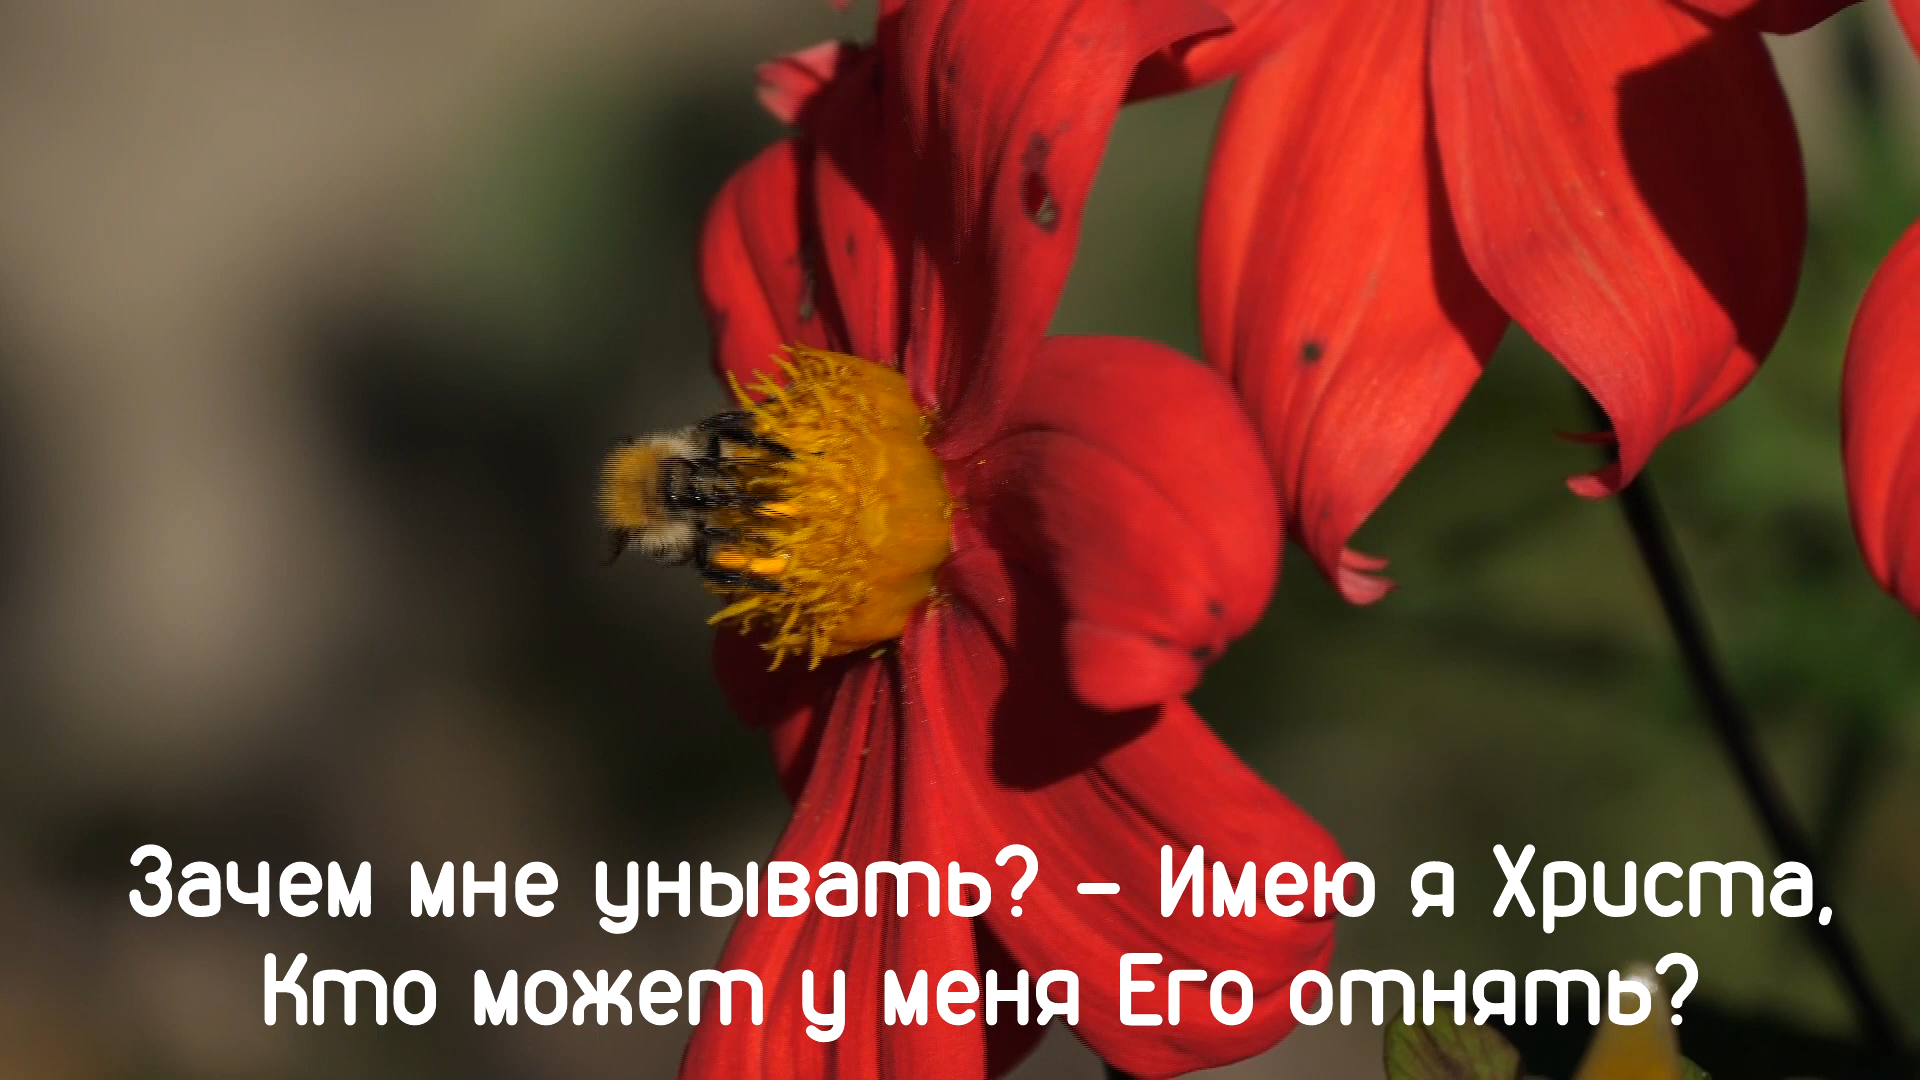 Зачем мне унывать? – Имею я Христа,
Кто может у меня Его отнять?